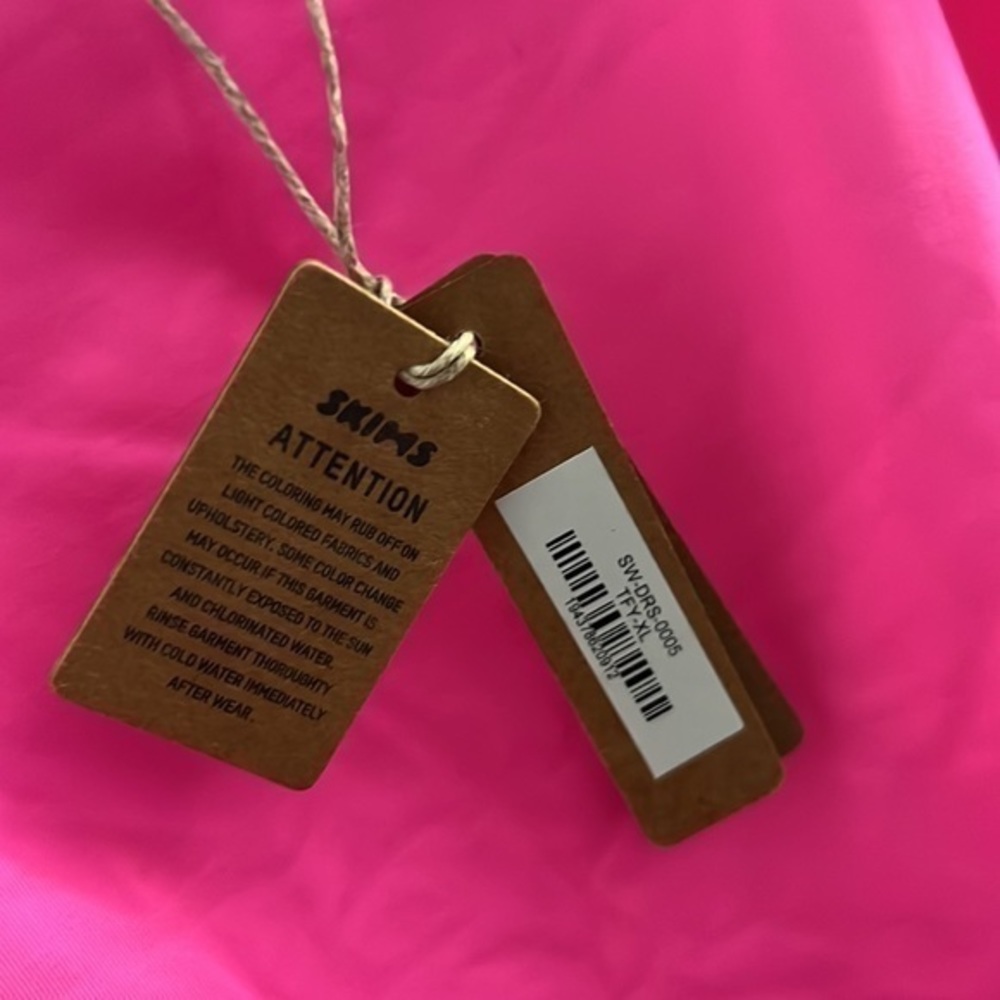 SKIMS
ATTENTION
THE COLORING MAY RUB OFF ON
LIGHT COLORED FABRICS AND
UPHOLSTERY. SOME COLOR CHANGE
MAY OCCUR IF THIS GARMENT IS
CONSTANTLY EXPOSED TO THE SUN
AND CHLORINATED WATER.
RINSE GARMENT THOROUGHTY
WITH COLD WATER IMMEDIATELY
AFTER WEAR.
SW-DRS-0005
TFY-XL